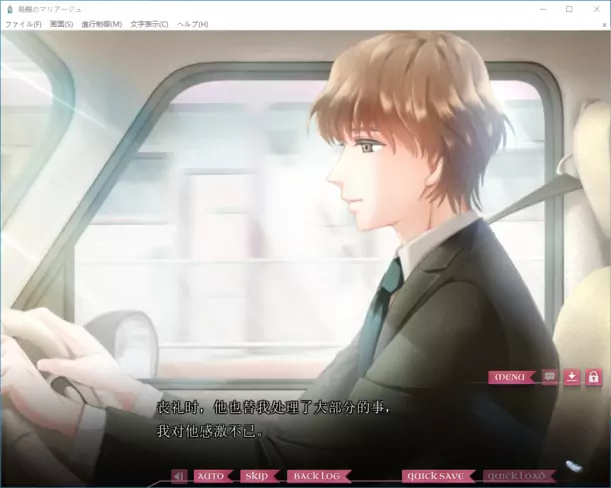 鳥籠のマリアージュ
ファイル(F) 画面(S) 進行制御(M) 文字表示(C) ヘルプ(H) x
MENU
丧礼时，他也替我处理了大部分的事，
我对他感激不已。
AUTO SKIP BACK LOG QUICK SAVE QUICK LOAD